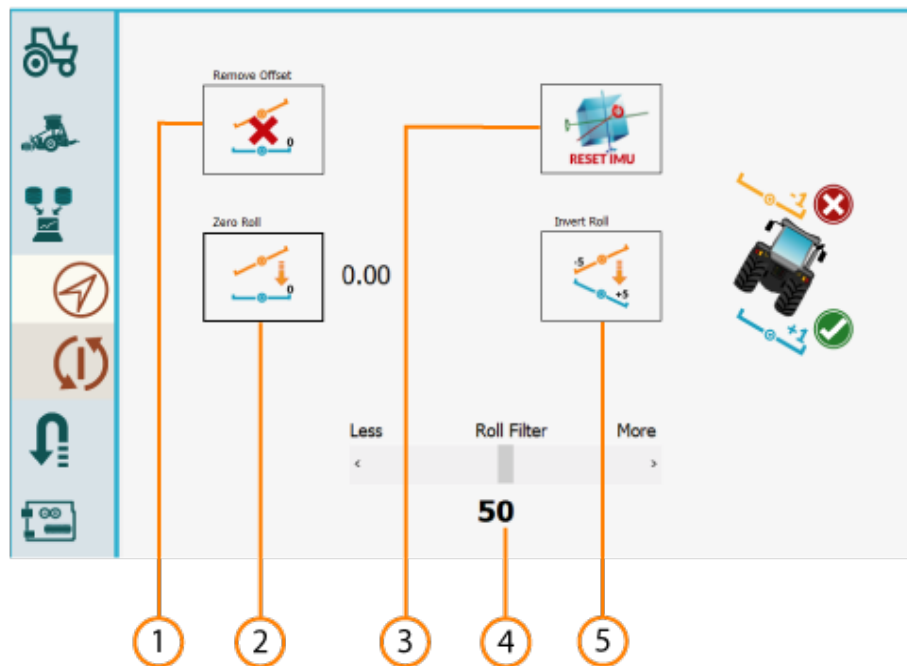 Remove Offset
0
RESET IMU
Zero Roll
0
0.00
Invert Roll
-5
+5
-1
+1
Less Roll Filter More
< >
50
1 2 3 4 5